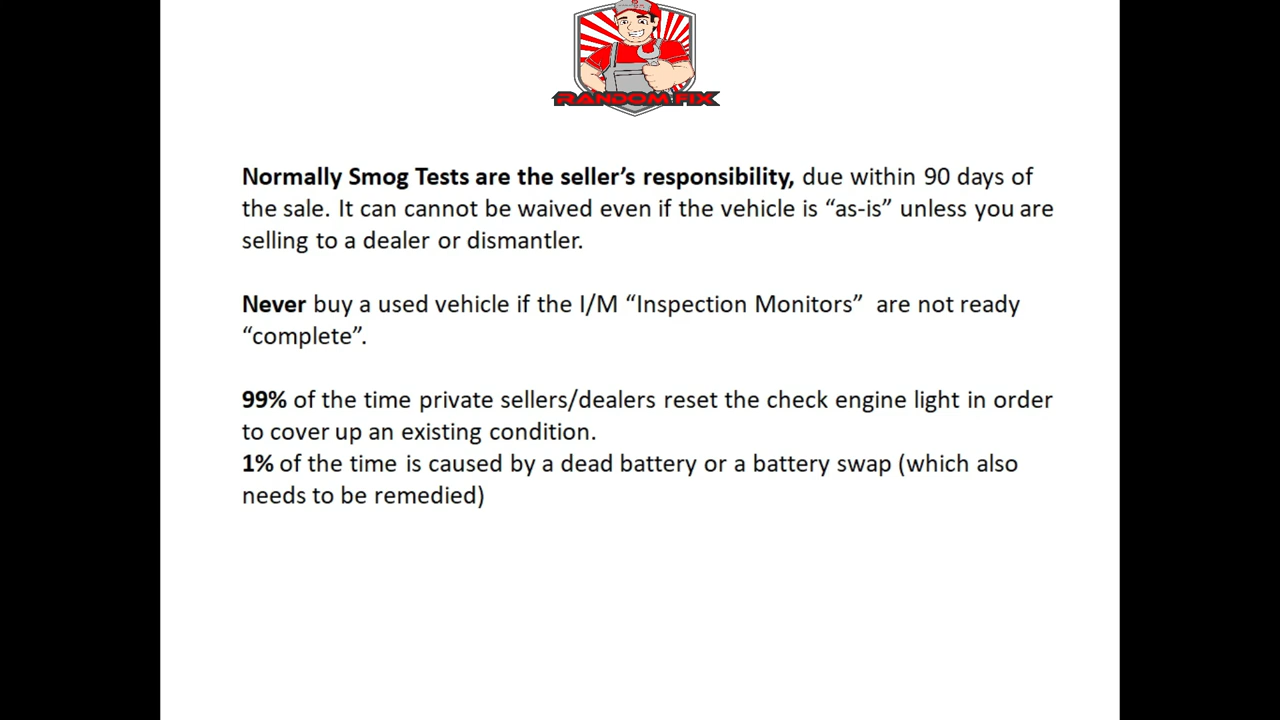 RANDOM FIX
Normally Smog Tests are the seller’s responsibility, due within 90 days of
the sale. It can cannot be waived even if the vehicle is “as-is” unless you are
selling to a dealer or dismantler.
Never buy a used vehicle if the I/M “Inspection Monitors”  are not ready
“complete”.
99% of the time private sellers/dealers reset the check engine light in order
to cover up an existing condition.
1% of the time is caused by a dead battery or a battery swap (which also
needs to be remedied)